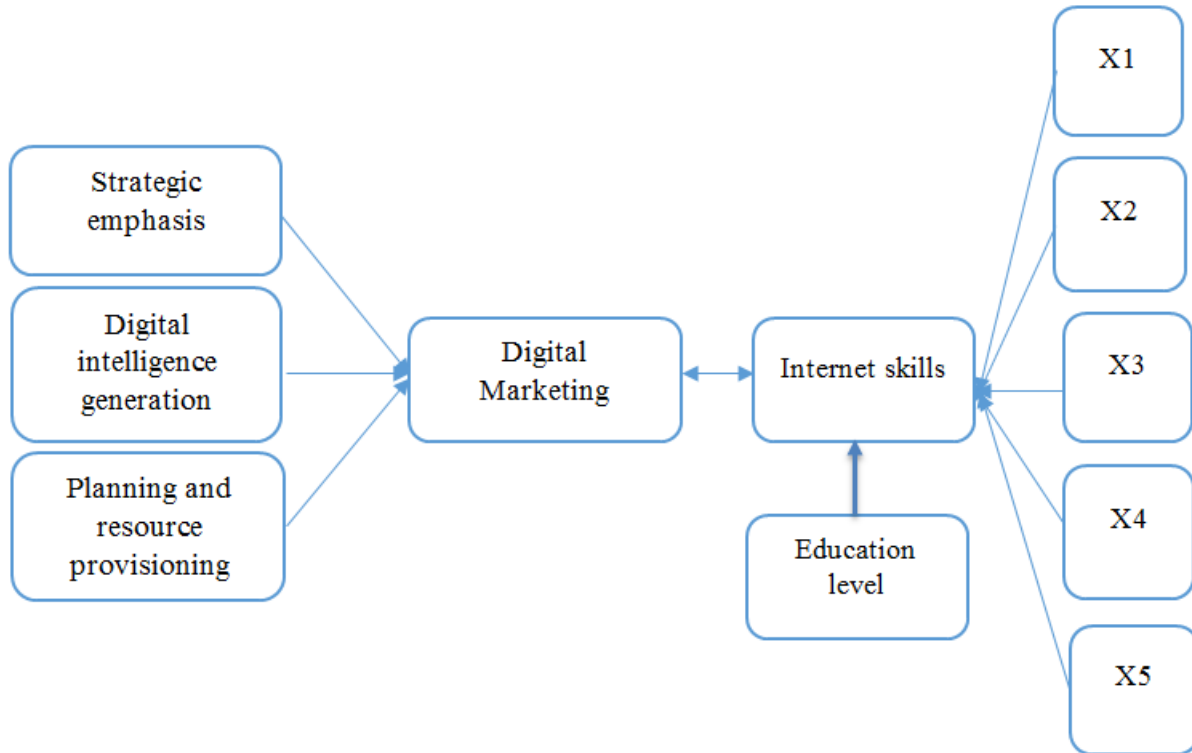 Strategic
emphasis
Digital
intelligence
generation
Planning and
resource
provisioning
Digital
Marketing
Internet skills
Education
level
X1
X2
X3
X4
X5